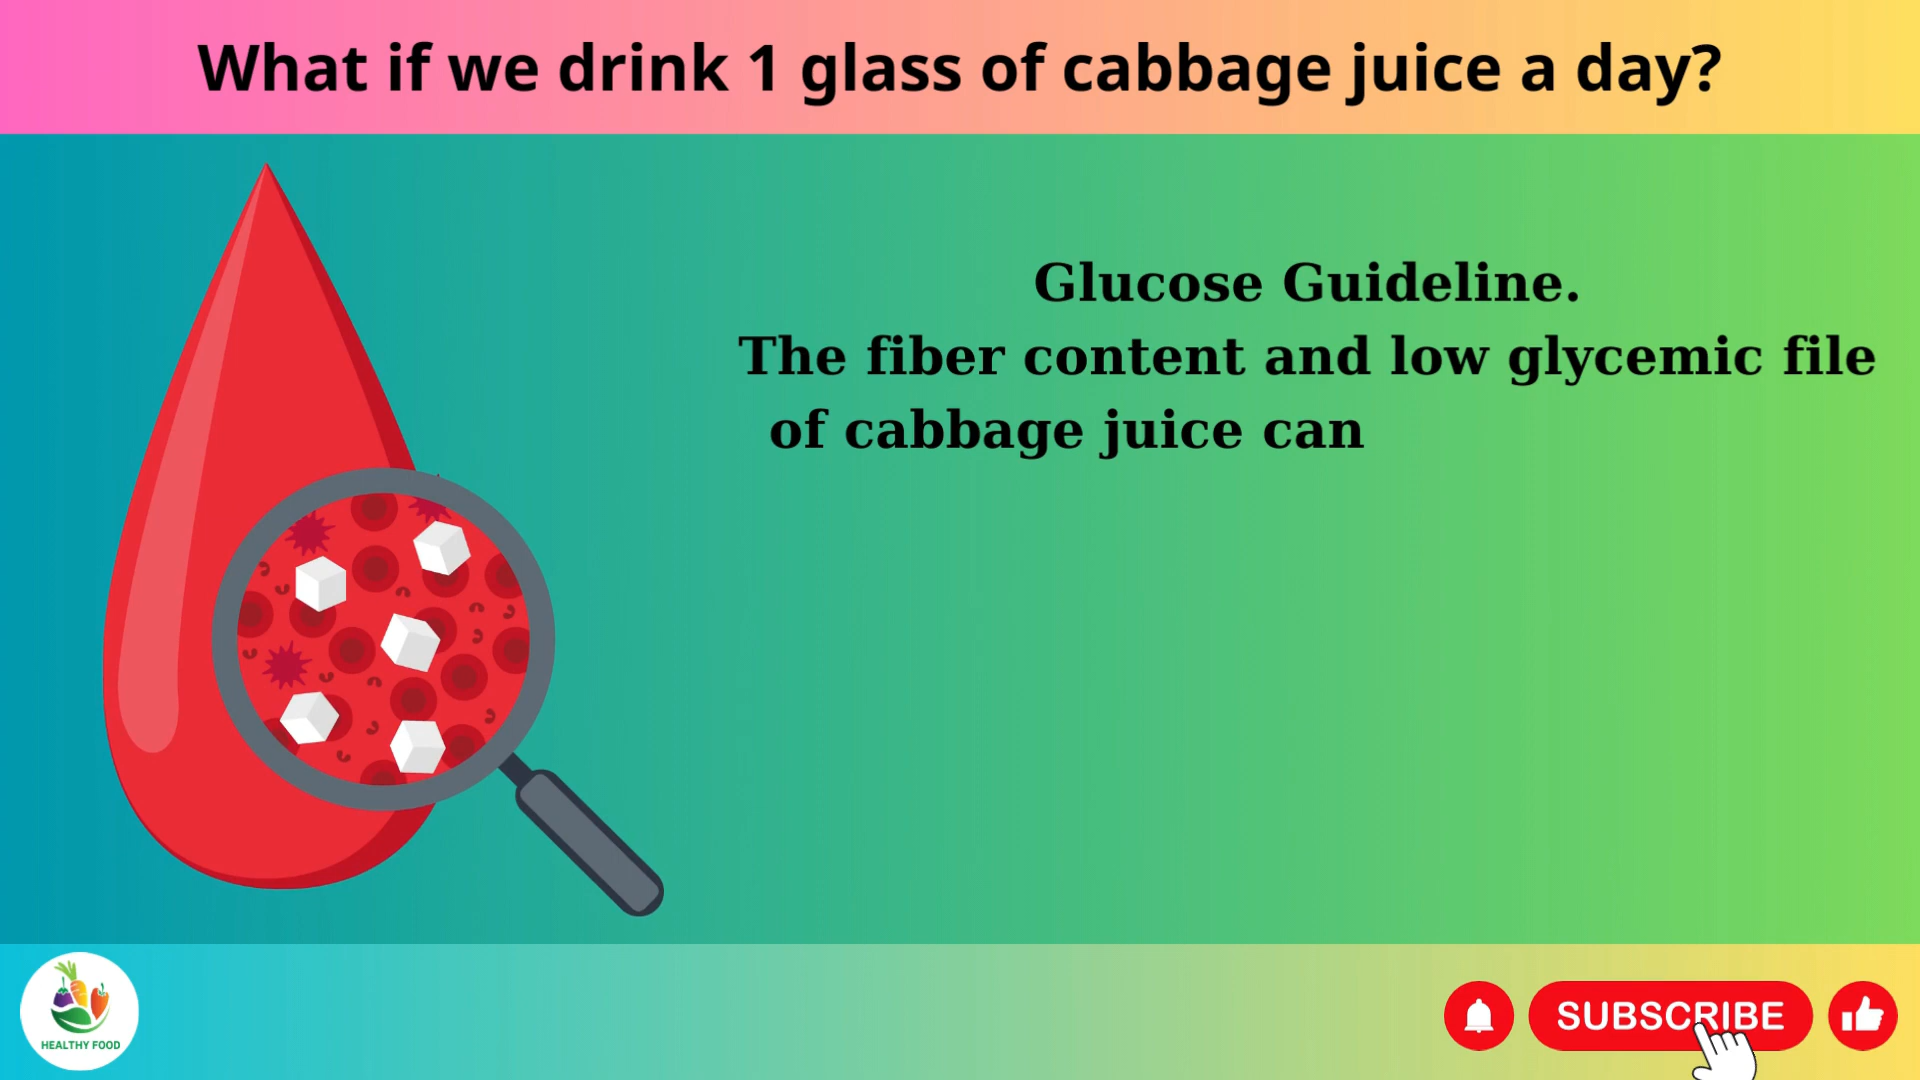 What if we drink 1 glass of cabbage juice a day?
Glucose Guideline.
The fiber content and low glycemic file
of cabbage juice can
HEALTHY FOOD
SUBSCRIBE